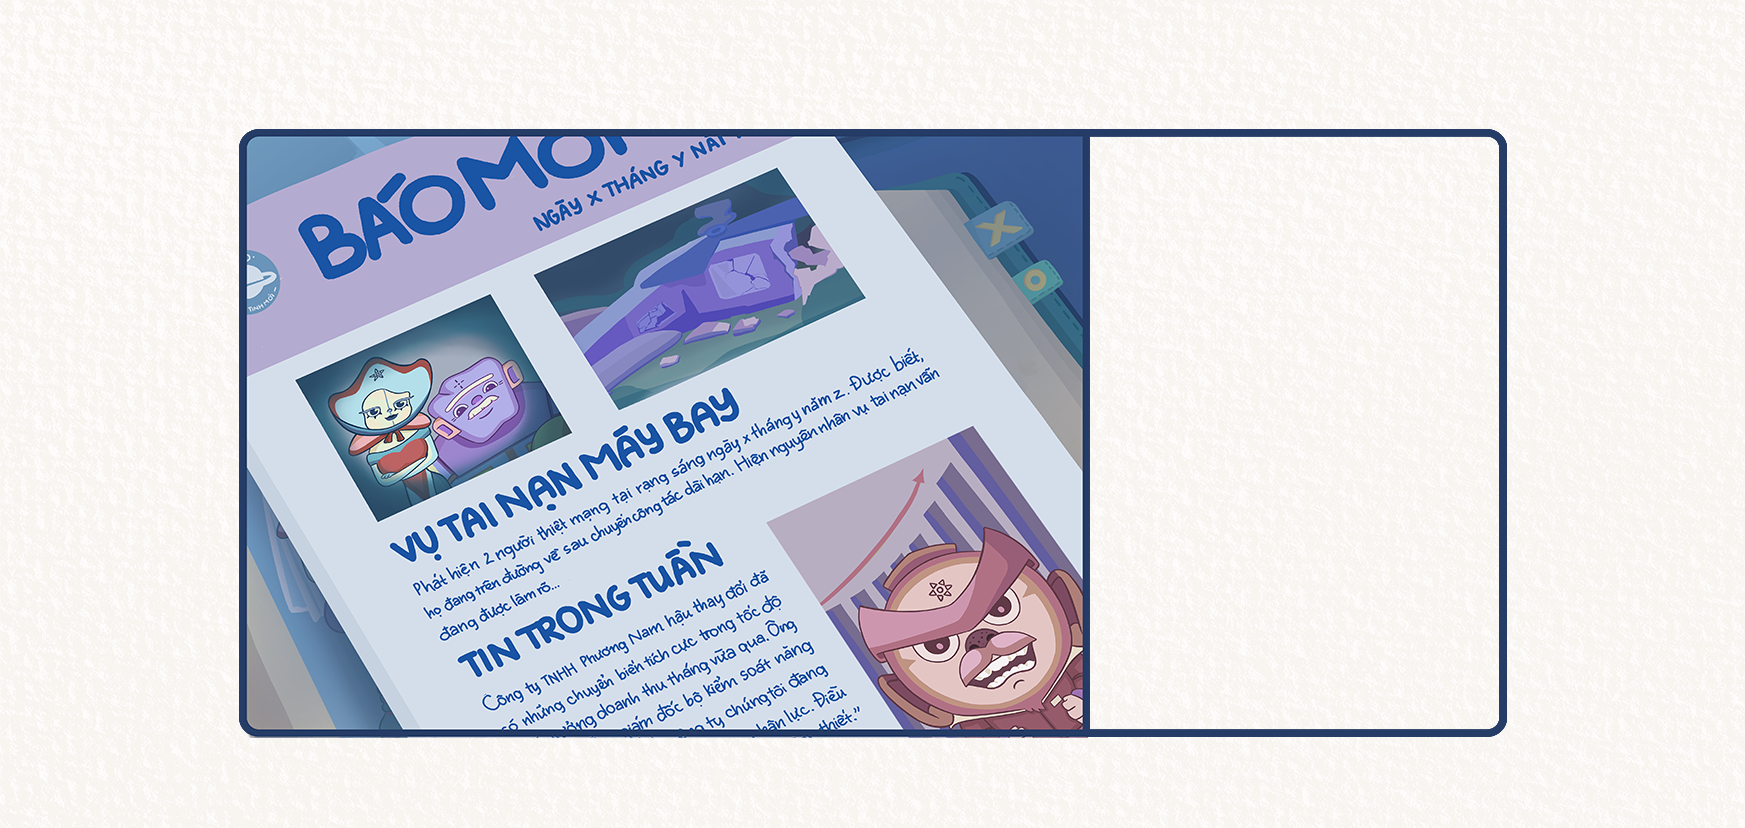 BÁO MỚI
NGÀY X THÁNG Y NĂM
TINH MỚI
VỤ TAI NẠN MÁY BAY
Phát hiện 2 người thiệt mạng tại rạng sáng ngày x tháng y năm z. Được biết,
họ đang trên đường về sau chuyến công tác dài hạn. Hiện nguyên nhân vụ tai nạn vẫn
đang được làm rõ...
TIN TRONG TUẦN
Công ty TNHH Phương Nam hậu thay đổi đã
có những chuyển biến tích cực trong tốc độ
doanh thu tháng vừa qua. Ông
giám đốc bộ kiểm soát năng
ty chúng tôi đang
nhân lực. Điều
thiết."
X
O